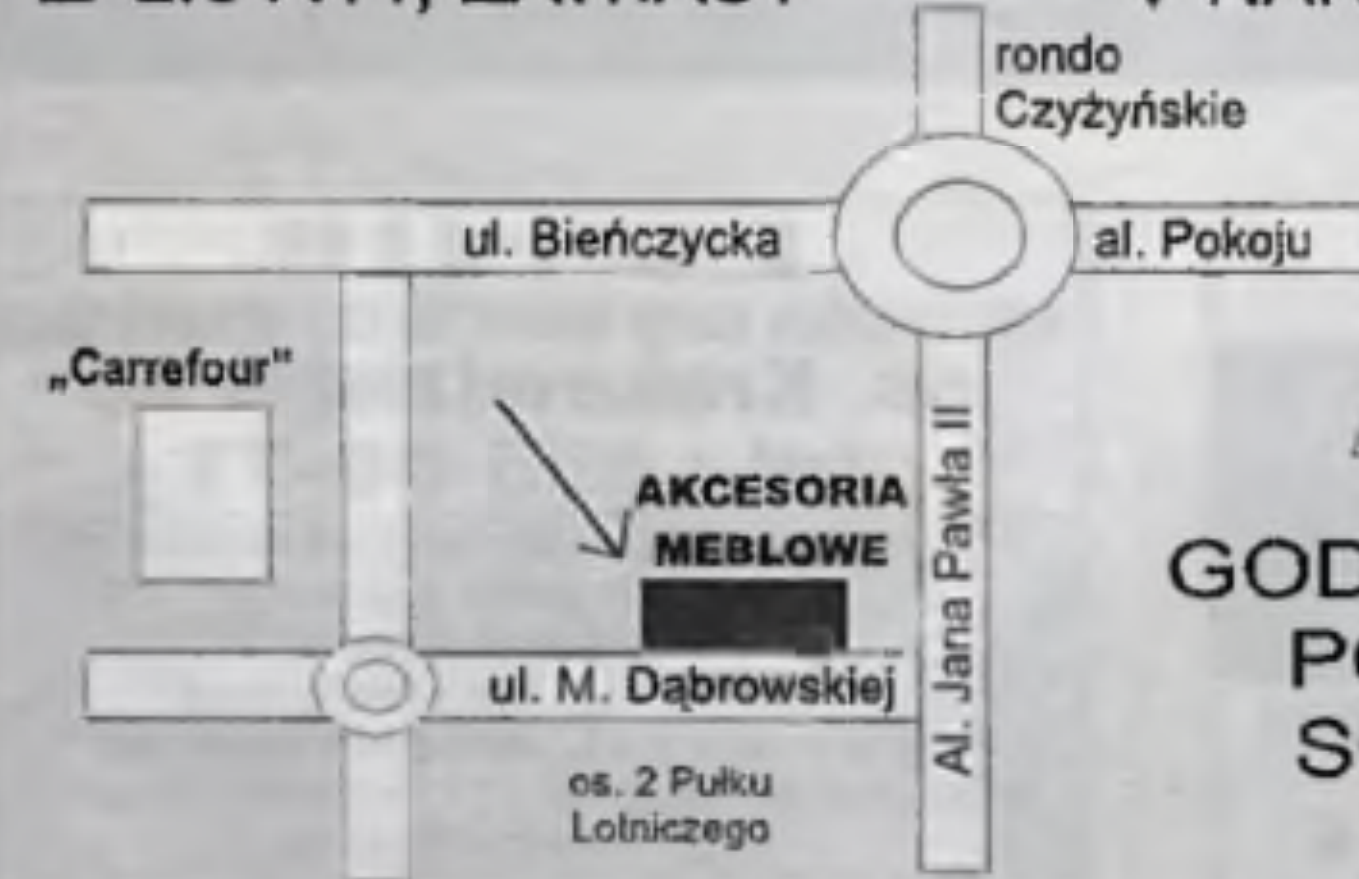 rondo
Czyżyńskie
ul. Bieńczycka
al. Pokoju
„Carrefour"
AKCESORIA
MEBLOWE
Al. Jana Pawła II
ul. M. Dąbrowskiej
os. 2 Pułku
Lotniczego
GOD